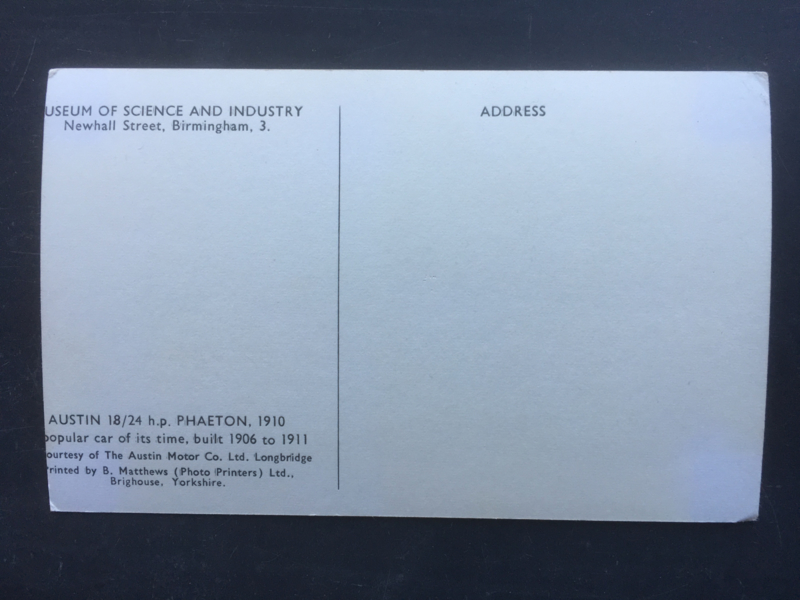 USEUM OF SCIENCE AND INDUSTRY
Newhall Street, Birmingham, 3.
ADDRESS
AUSTIN 18/24 h.p. PHAETON, 1910
popular car of its time, built 1906 to 1911
ourtesy of The Austin Motor Co. Ltd. Longbridge
rinted by B. Matthews (Photo Printers) Ltd.,
Brighouse, Yorkshire.